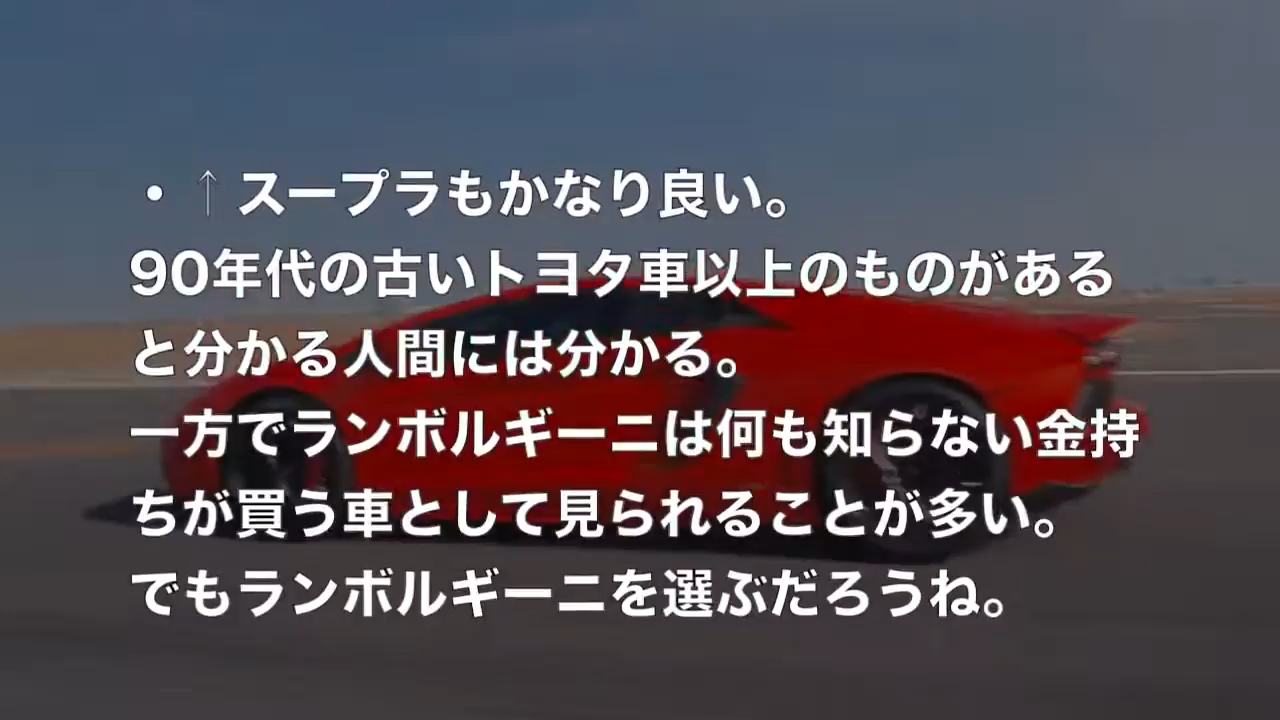 ・↑スープラもかなり良い。
90年代の古いトヨタ車以上のものがある
と分かる人間には分かる。
一方でランボルギーニは何も知らない金持
ちが買う車として見られることが多い。
でもランボルギーニを選ぶだろうね。